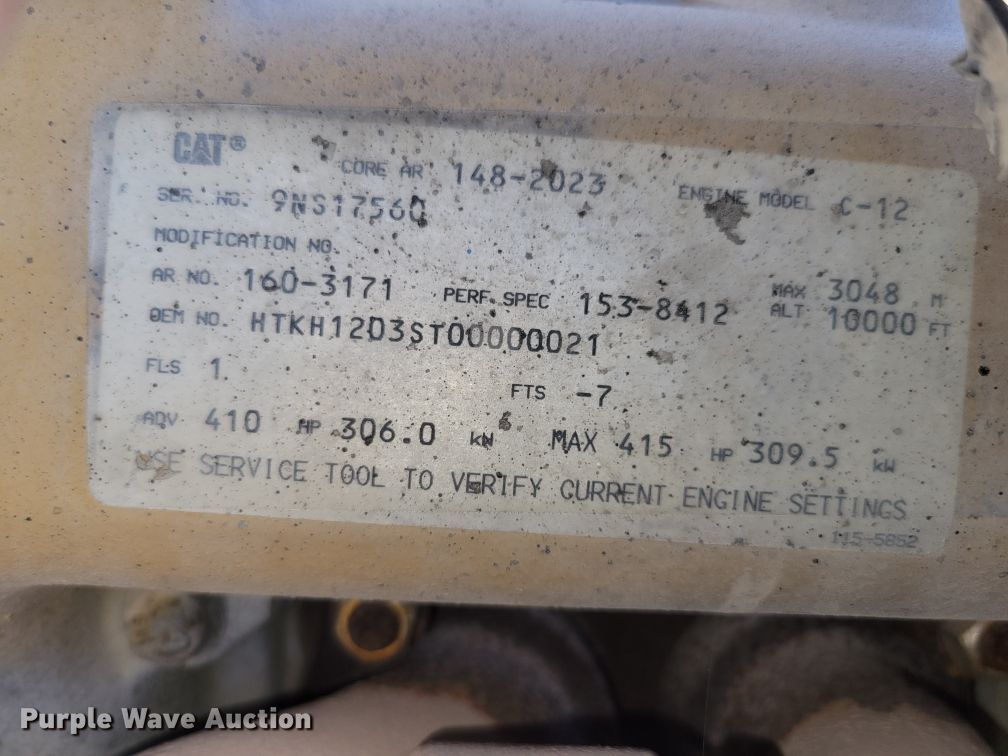 CAT®
CORE AR 148-2023
SER. NO. 9NS17560 ENGINE MODEL C-12
MODIFICATION NO.
AR NO. 160-3171 PERF. SPEC 153-8412 MAX ALT. 3048 M 10000 FT
OEM NO. HTKH12D3ST00000021
FLS 1 FTS -7
ADV 410 HP 306.0 kW MAX 415 HP 309.5 kW
USE SERVICE TOOL TO VERIFY CURRENT ENGINE SETTINGS
115-5852
Purple Wave Auction